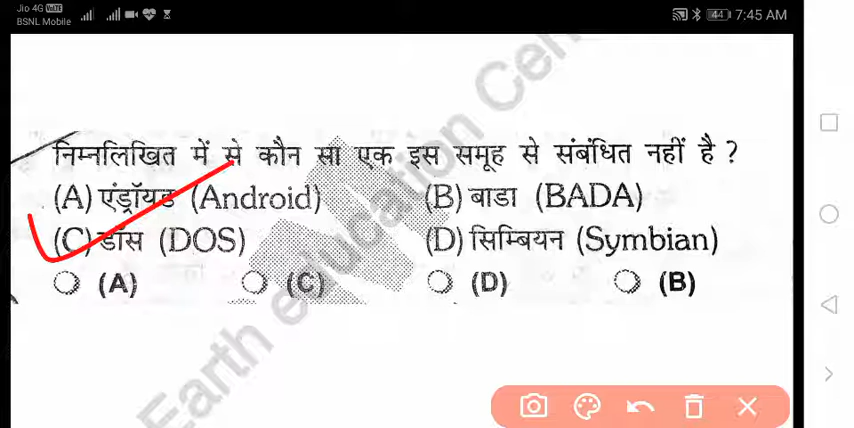 Jio 4G VoLTE
BSNL Mobile
44 7:45 AM
निम्नलिखित में से कौन सा एक इस समूह से संबंधित नहीं है ?
(A) एंड्रॉयड (Android) (B) बाडा (BADA)
(C) डॉस (DOS) (D) सिम्बियन (Symbian)
(A) (C) (D) (B)
Earth education Cen